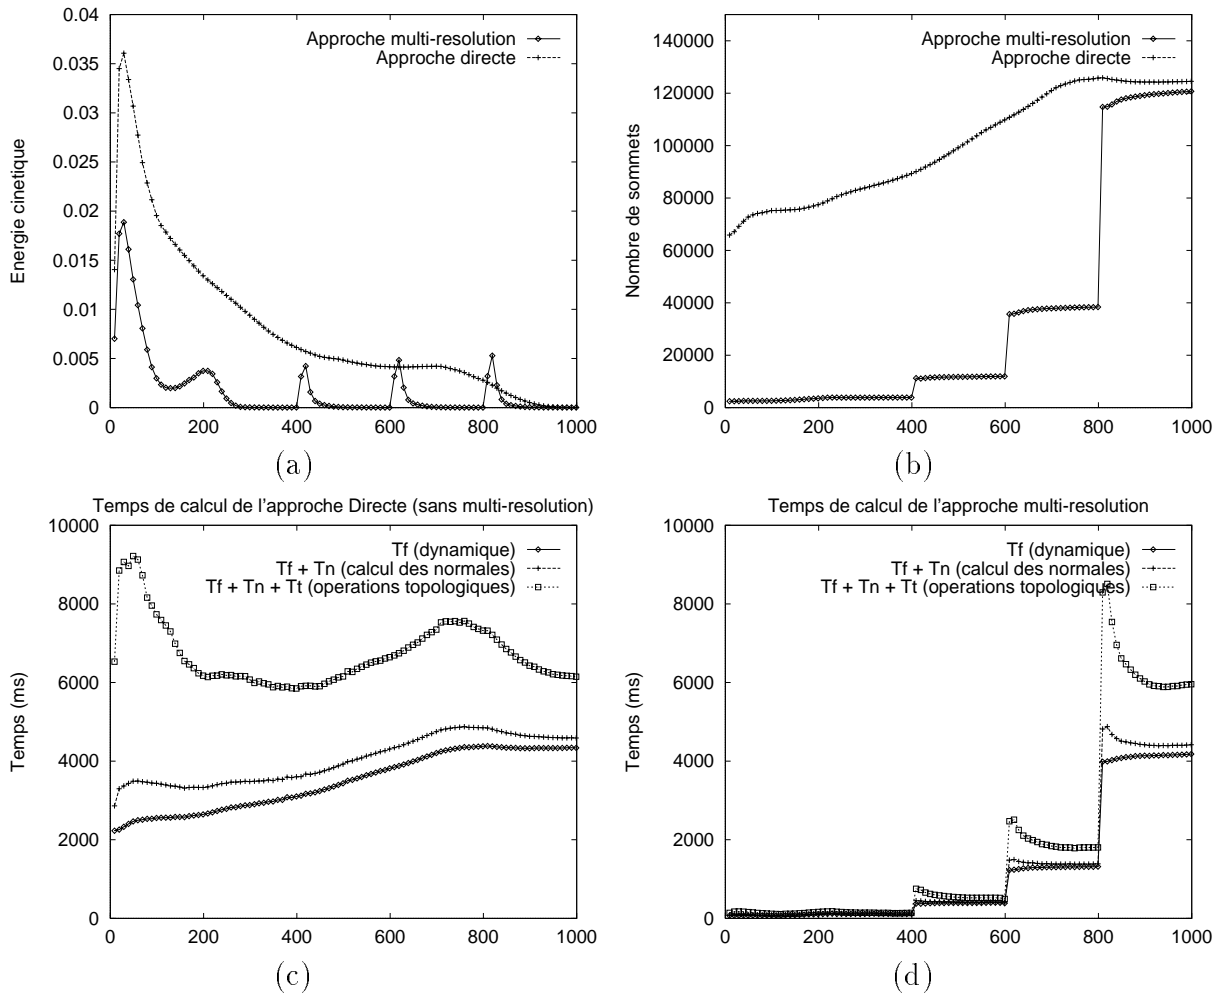 0.04
0.035
0.03
0.025
0.02
0.015
0.01
0.005
0
Energie cinetique
Approche multi-resolution
Approche directe
0 200 400 600 800 1000
(a)
140000
120000
100000
80000
60000
40000
20000
0
Nombre de sommets
Approche multi-resolution
Approche directe
0 200 400 600 800 1000
(b)
Temps de calcul de l'approche Directe (sans multi-resolution)
10000
8000
6000
4000
2000
0
Temps (ms)
Tf (dynamique)
Tf + Tn (calcul des normales)
Tf + Tn + Tt (operations topologiques)
0 200 400 600 800 1000
(c)
Temps de calcul de l'approche multi-resolution
10000
8000
6000
4000
2000
0
Temps (ms)
Tf (dynamique)
Tf + Tn (calcul des normales)
Tf + Tn + Tt (operations topologiques)
0 200 400 600 800 1000
(d)